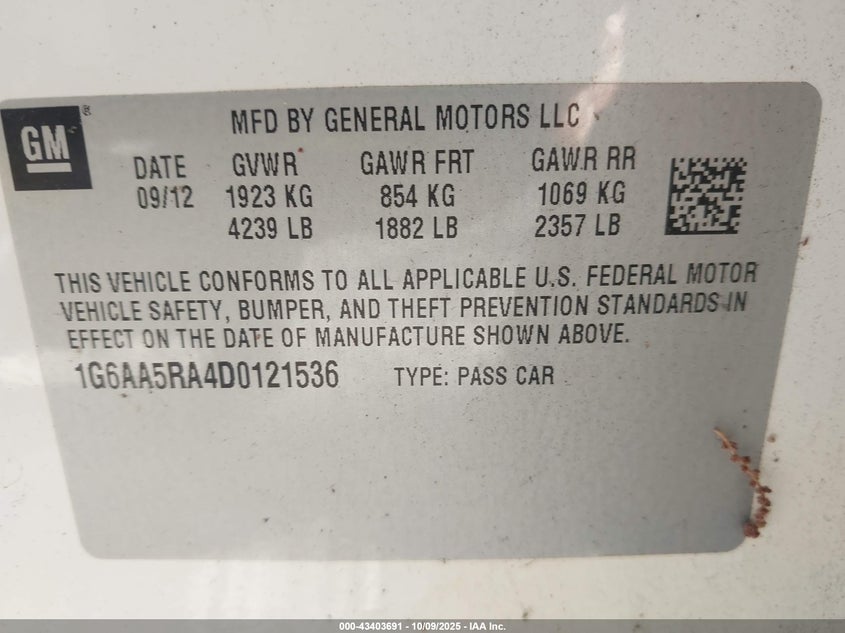 GM®
MFD BY GENERAL MOTORS LLC
DATE GVWR GAWR FRT GAWR RR
09/12 1923 KG 854 KG 1069 KG
4239 LB 1882 LB 2357 LB
THIS VEHICLE CONFORMS TO ALL APPLICABLE U.S. FEDERAL MOTOR
VEHICLE SAFETY, BUMPER, AND THEFT PREVENTION STANDARDS IN
EFFECT ON THE DATE OF MANUFACTURE SHOWN ABOVE.
1G6AA5RA4D0121536 TYPE: PASS CAR
000-43403691 - 10/09/2025 - IAA Inc.